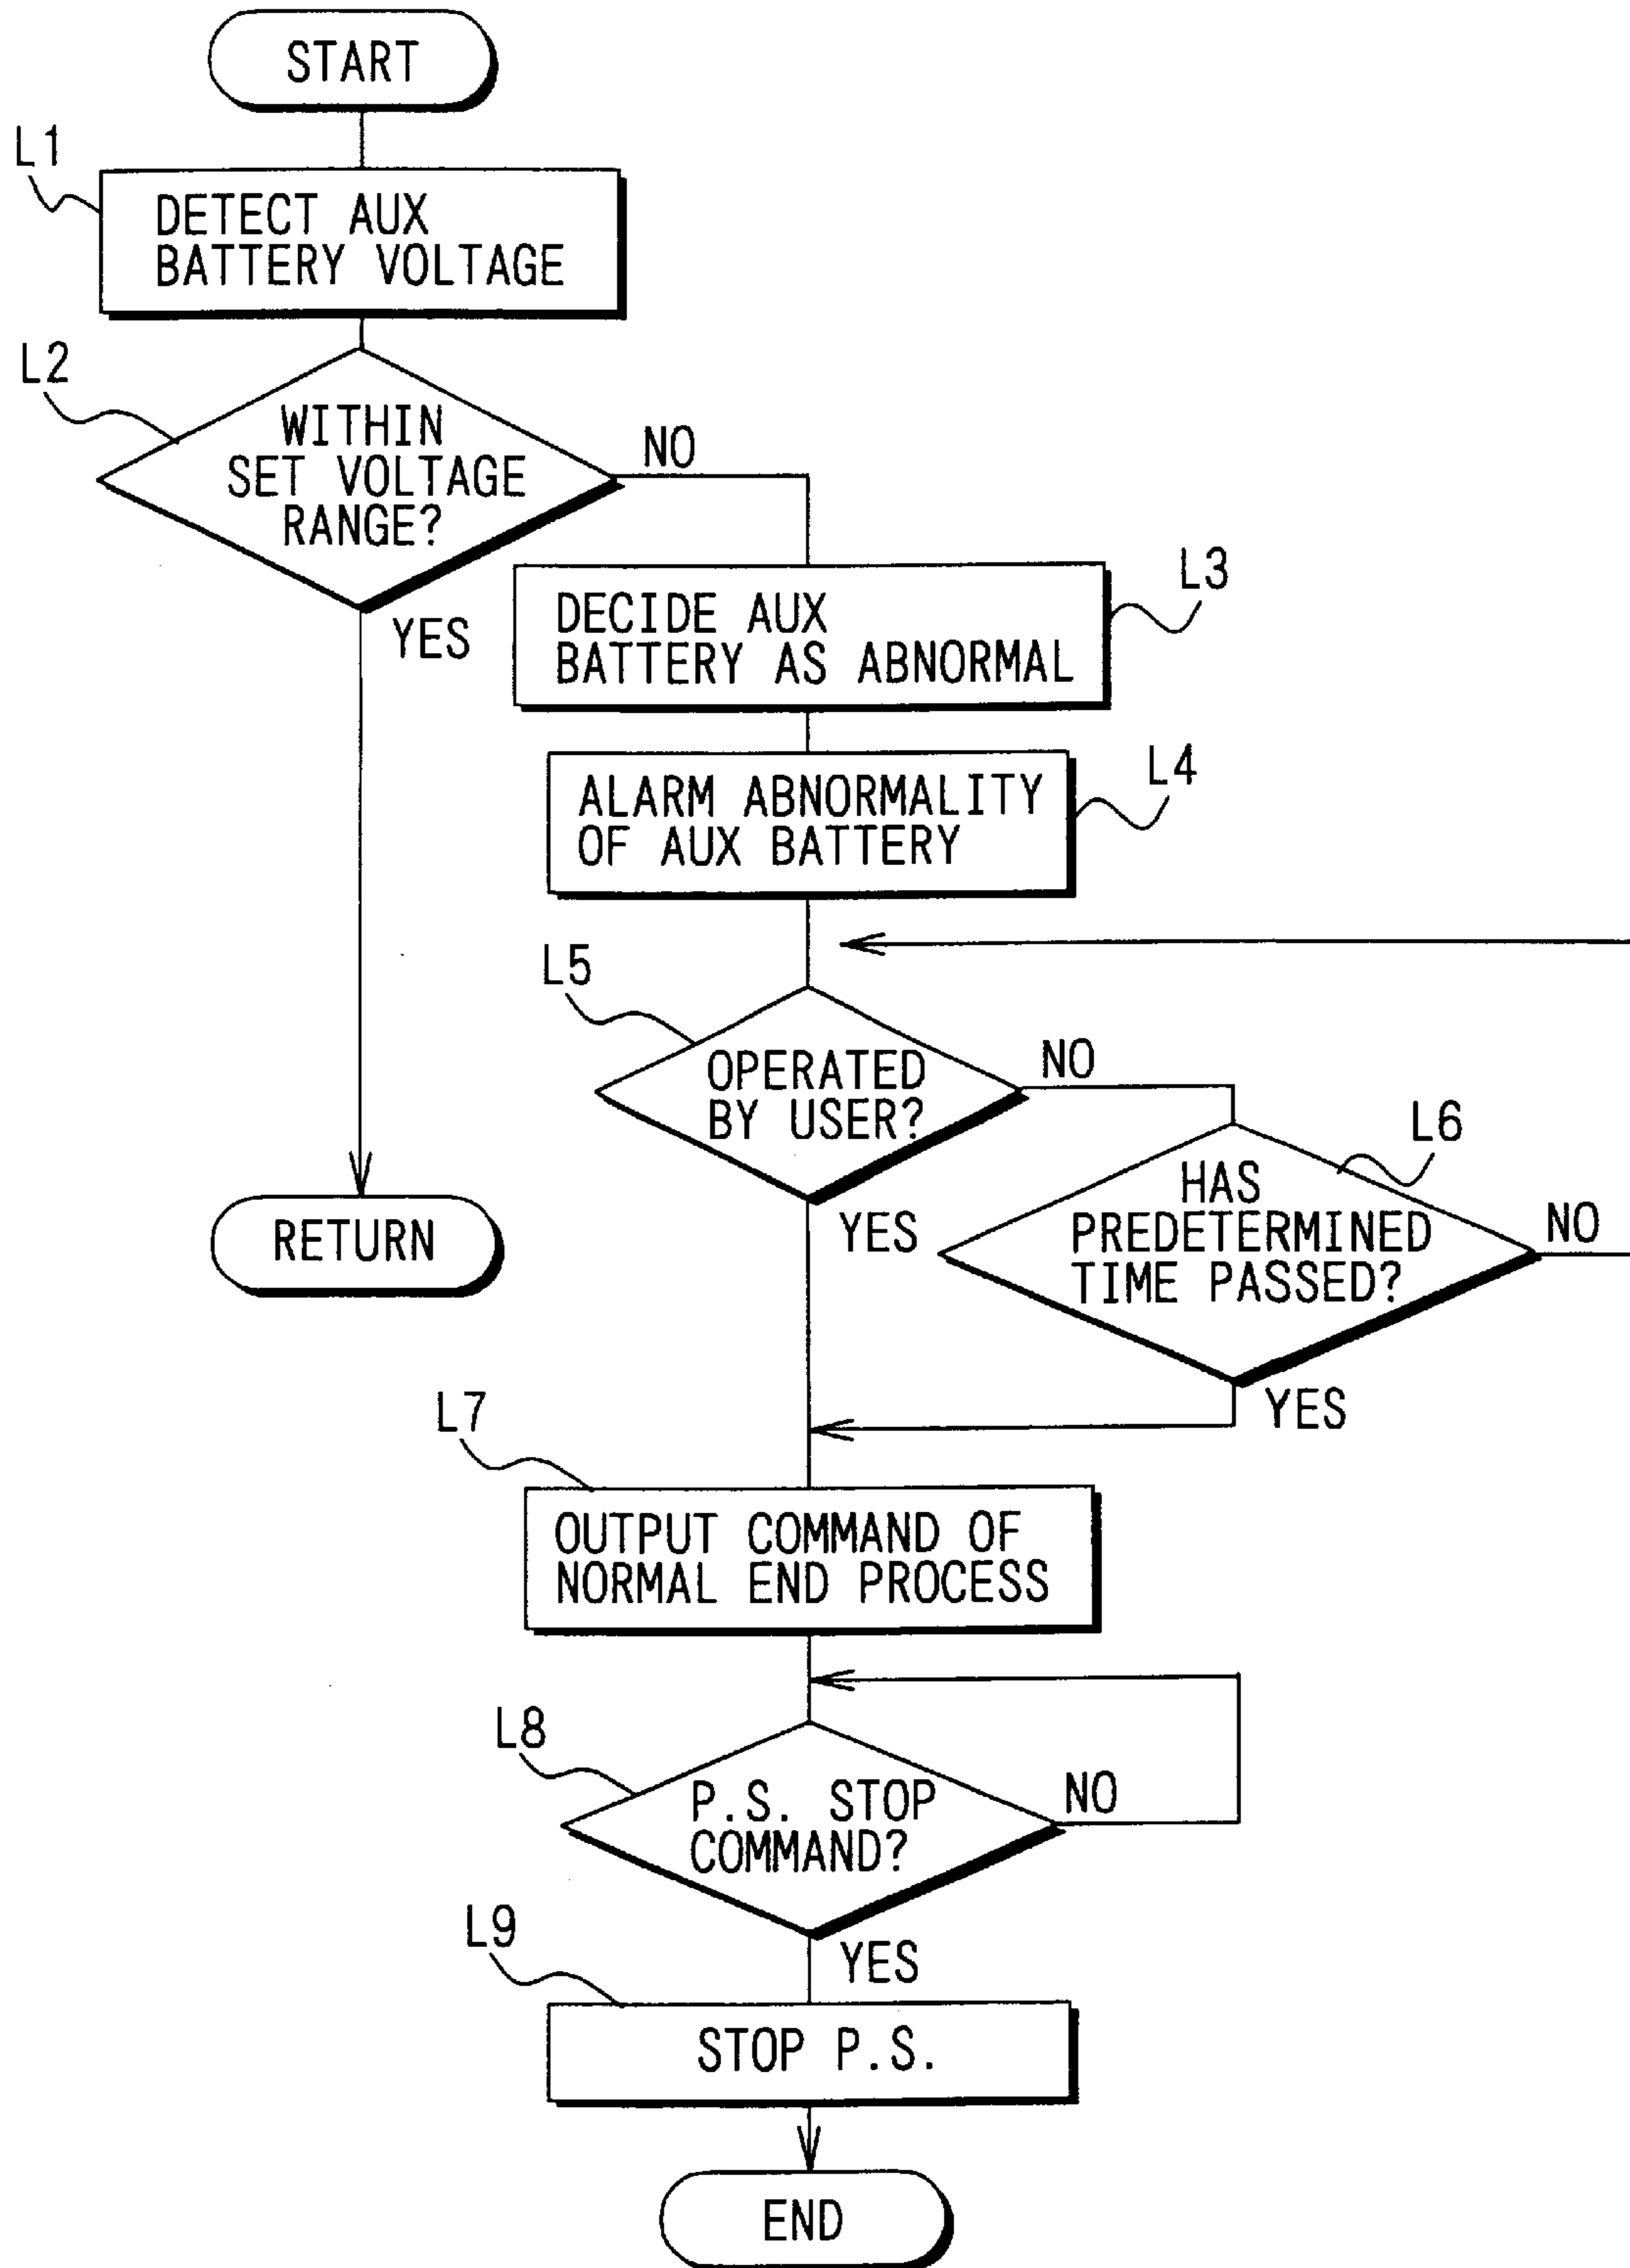 START
L1
DETECT AUX
BATTERY VOLTAGE
L2
WITHIN
SET VOLTAGE
RANGE?
NO
YES
L3
DECIDE AUX
BATTERY AS ABNORMAL
L4
ALARM ABNORMALITY
OF AUX BATTERY
L5
OPERATED
BY USER?
NO
YES
L6
HAS
PREDETERMINED
TIME PASSED?
NO
YES
RETURN
L7
OUTPUT COMMAND OF
NORMAL END PROCESS
L8
P.S. STOP
COMMAND?
NO
YES
L9
STOP P.S.
END